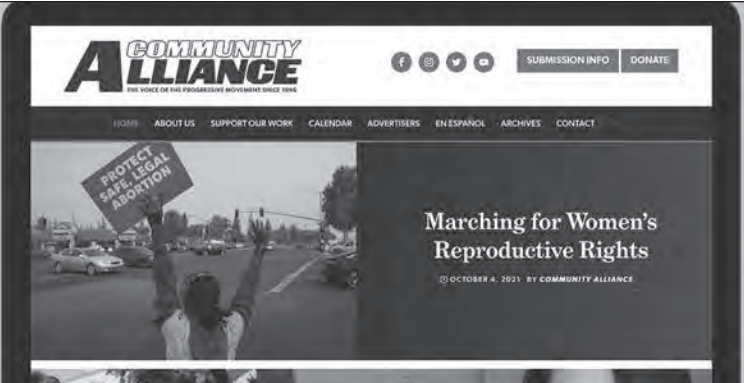 COMMUNITY
ALLIANCE
THE VOICE OF THE PROGRESSIVE MOVEMENT SINCE 1996
SUBMISSION INFO DONATE
HOME ABOUT US SUPPORT OUR WORK CALENDAR ADVERTISERS EN ESPAÑOL ARCHIVES CONTACT
PROTECT
SAFE, LEGAL
ABORTION
Marching for Women's
Reproductive Rights
OCTOBER 4, 2021 BY COMMUNITY ALLIANCE